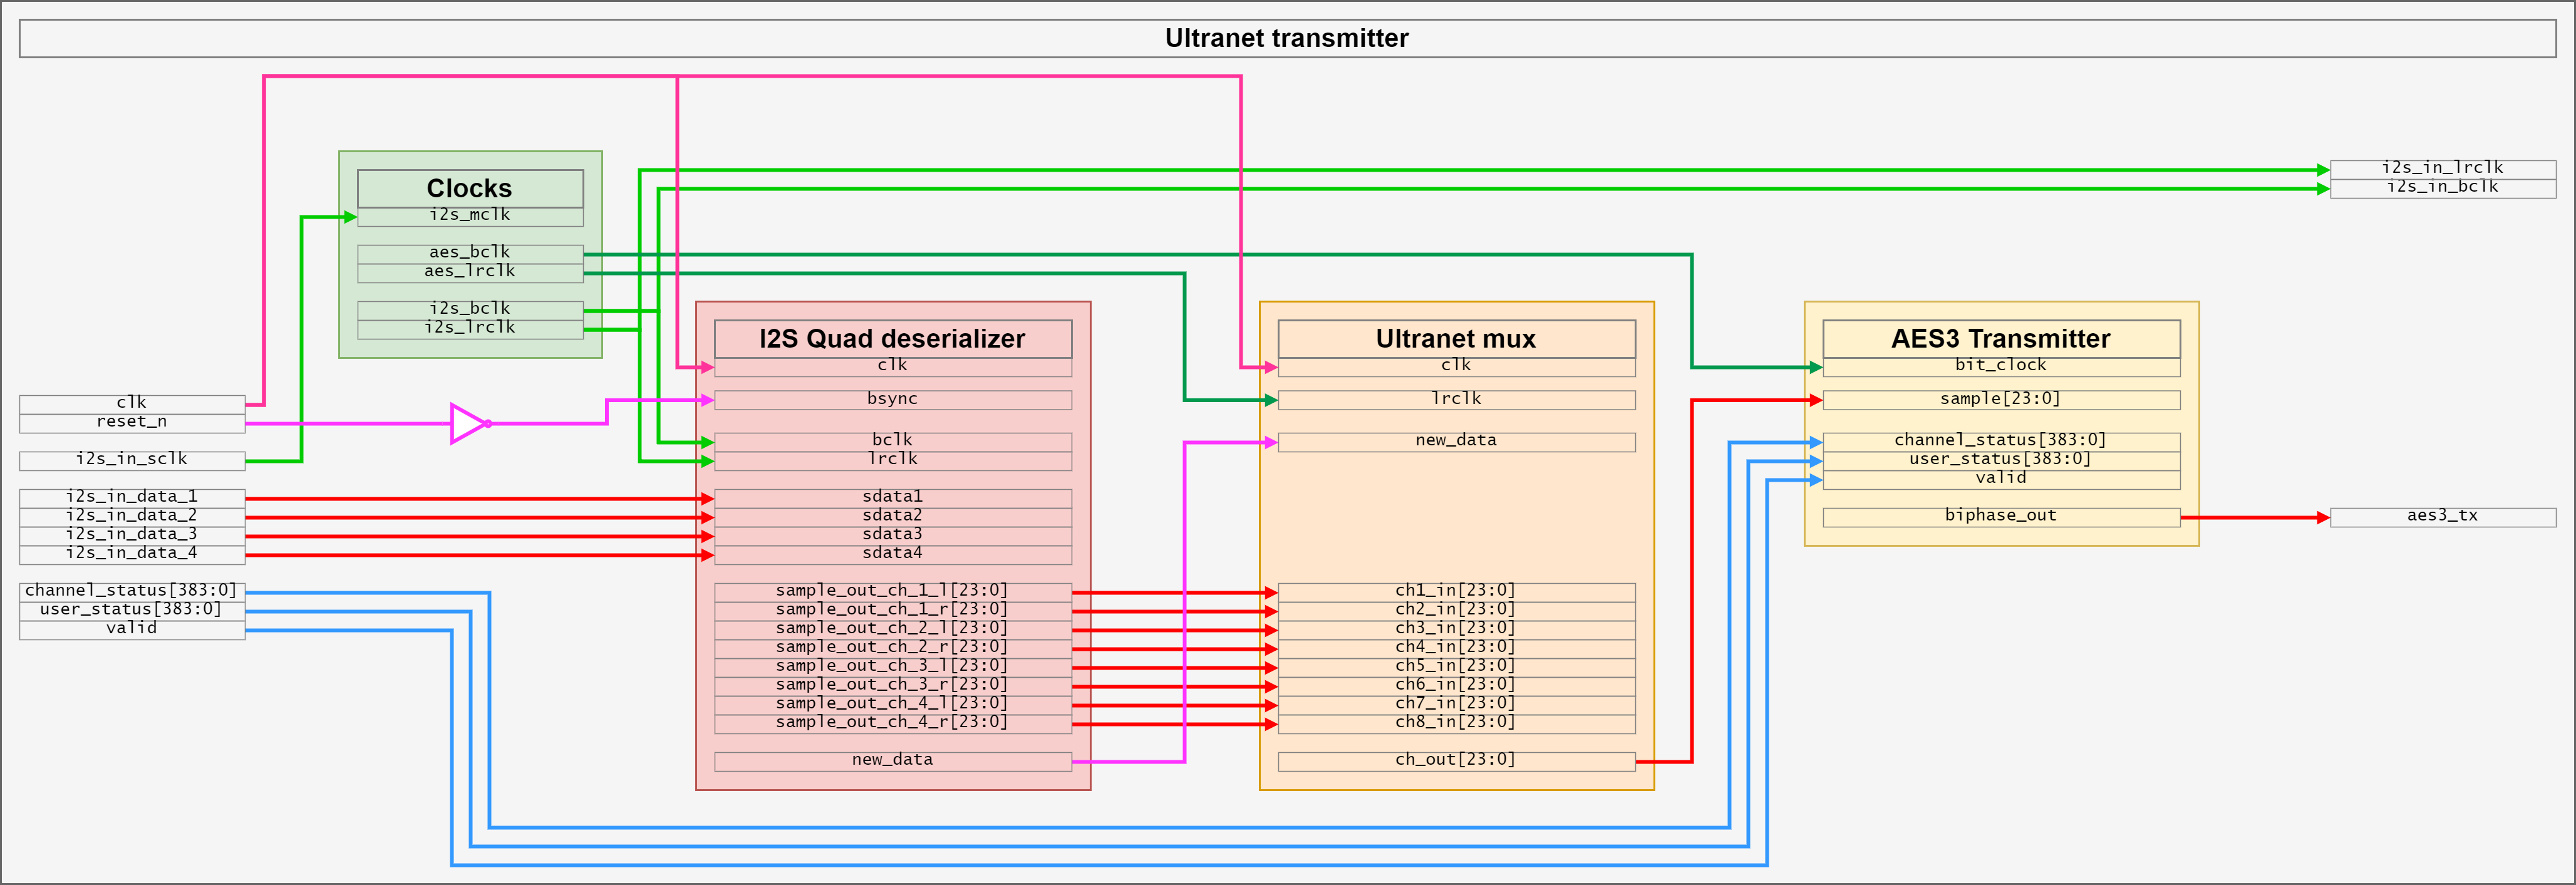 Ultranet transmitter
Clocks
i2s_mclk
aes_bclk
aes_lrclk
i2s_bclk
i2s_lrclk
clk
reset_n
i2s_in_sclk
i2s_in_data_1
i2s_in_data_2
i2s_in_data_3
i2s_in_data_4
channel_status[383:0]
user_status[383:0]
valid
I2S Quad deserializer
clk
bsync
bclk
lrclk
sdata1
sdata2
sdata3
sdata4
sample_out_ch_1_l[23:0]
sample_out_ch_1_r[23:0]
sample_out_ch_2_l[23:0]
sample_out_ch_2_r[23:0]
sample_out_ch_3_l[23:0]
sample_out_ch_3_r[23:0]
sample_out_ch_4_l[23:0]
sample_out_ch_4_r[23:0]
new_data
Ultranet mux
clk
lrclk
new_data
ch1_in[23:0]
ch2_in[23:0]
ch3_in[23:0]
ch4_in[23:0]
ch5_in[23:0]
ch6_in[23:0]
ch7_in[23:0]
ch8_in[23:0]
ch_out[23:0]
AES3 Transmitter
bit_clock
sample[23:0]
channel_status[383:0]
user_status[383:0]
valid
biphase_out
i2s_in_lrclk
i2s_in_bclk
aes3_tx